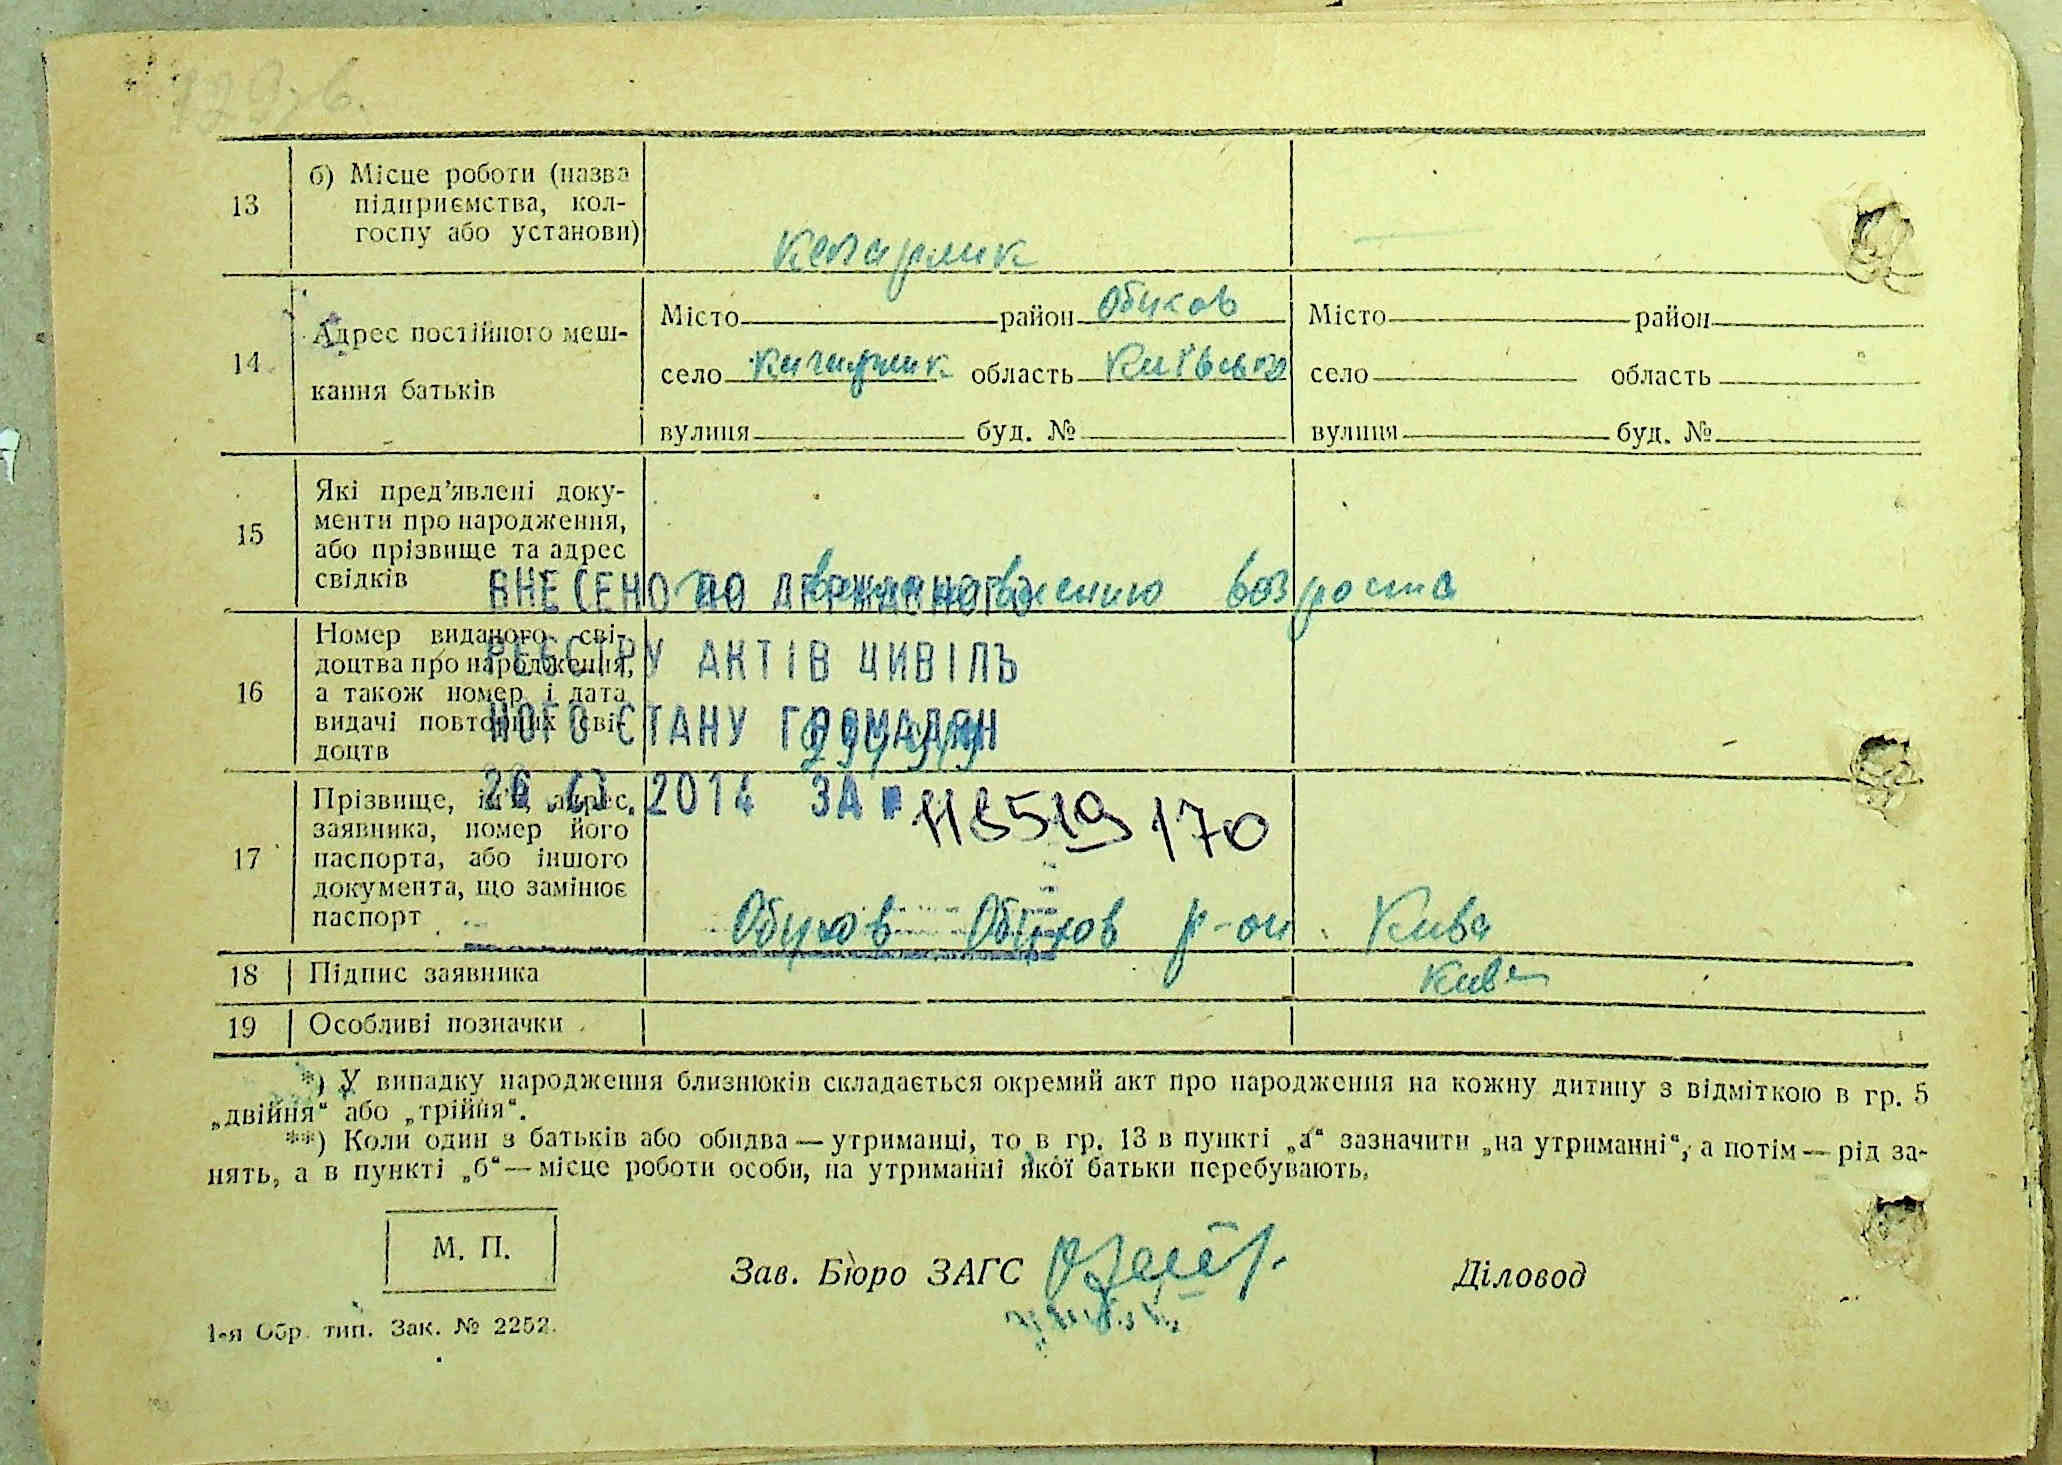 13
б) Місце роботи (назва
підприємства, кол-
госпу або установи)
14
Адрес постійного меш-
кання батьків
Місто район Обухов
село область Київська
вулиця буд. №
Місто район
село область
вулиця буд. №
15
Які пред'явлені доку-
менти про народження,
або прізвище та адрес
свідків
возроста
ВНЕСЕНО ДО ДЕРЖАВНОГО
РЕЄСТРУ АКТІВ ЦИВІЛЬ
НОГО СТАНУ ГРОМАДЯН
2014 ЗА
170
16
Номер виданого сві-
доцтва про народження,
а також номер і дата
видачі повторних сві-
доцтв
17
Прізвище, ім'я, адрес
заявника, номер його
паспорта, або іншого
документа, що замінює
паспорт
Обухов Обухов р-он Киев
18
Підпис заявника
19
Особливі позначки
*) У випадку народження близнюків складається окремий акт про народження на кожну дитину з відміткою в гр. 5
„двійня“ або „трійня“.
**) Коли один з батьків або обидва — утриманці, то в гр. 13 в пункті „а“ зазначити „на утриманні“, а потім — рід за-
нять, а в пункті „б“ — місце роботи особи, на утриманні якої батьки перебувають.
М. П.
Зав. Бюро ЗАГС
Діловод
1-я Обр. тип. Зак. № 2252.